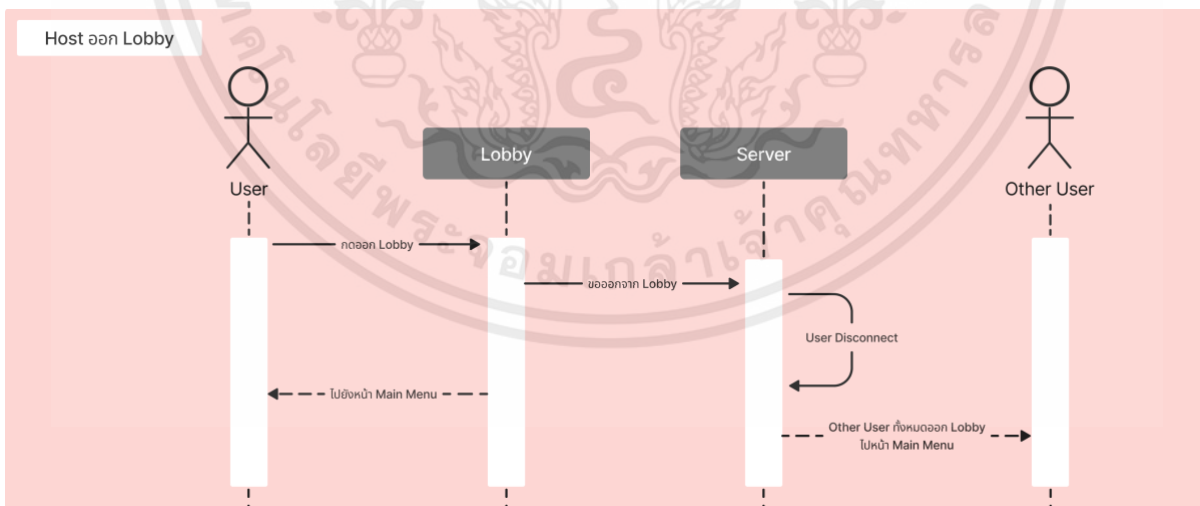 Host ออก Lobby
User
Lobby
Server
Other User
กดออก Lobby
ขอออกจาก Lobby
User Disconnect
ไปยังหน้า Main Menu
Other User ทั้งหมดออก Lobby
ไปหน้า Main Menu